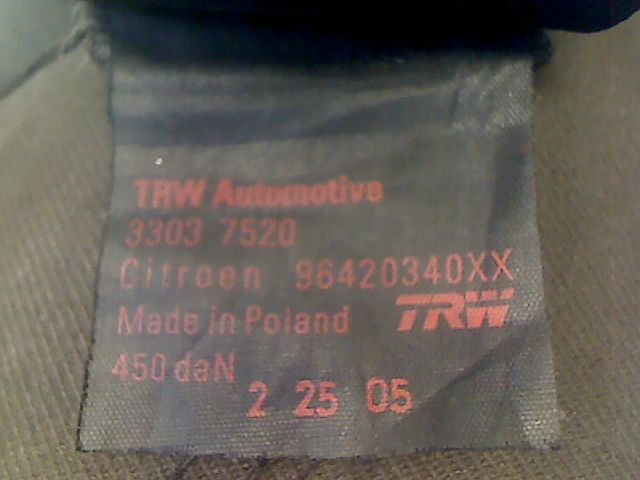 TRW Automotive
3303 7520
Citroen 96420340XX
Made in Poland TRW
450 daN
2 25 05